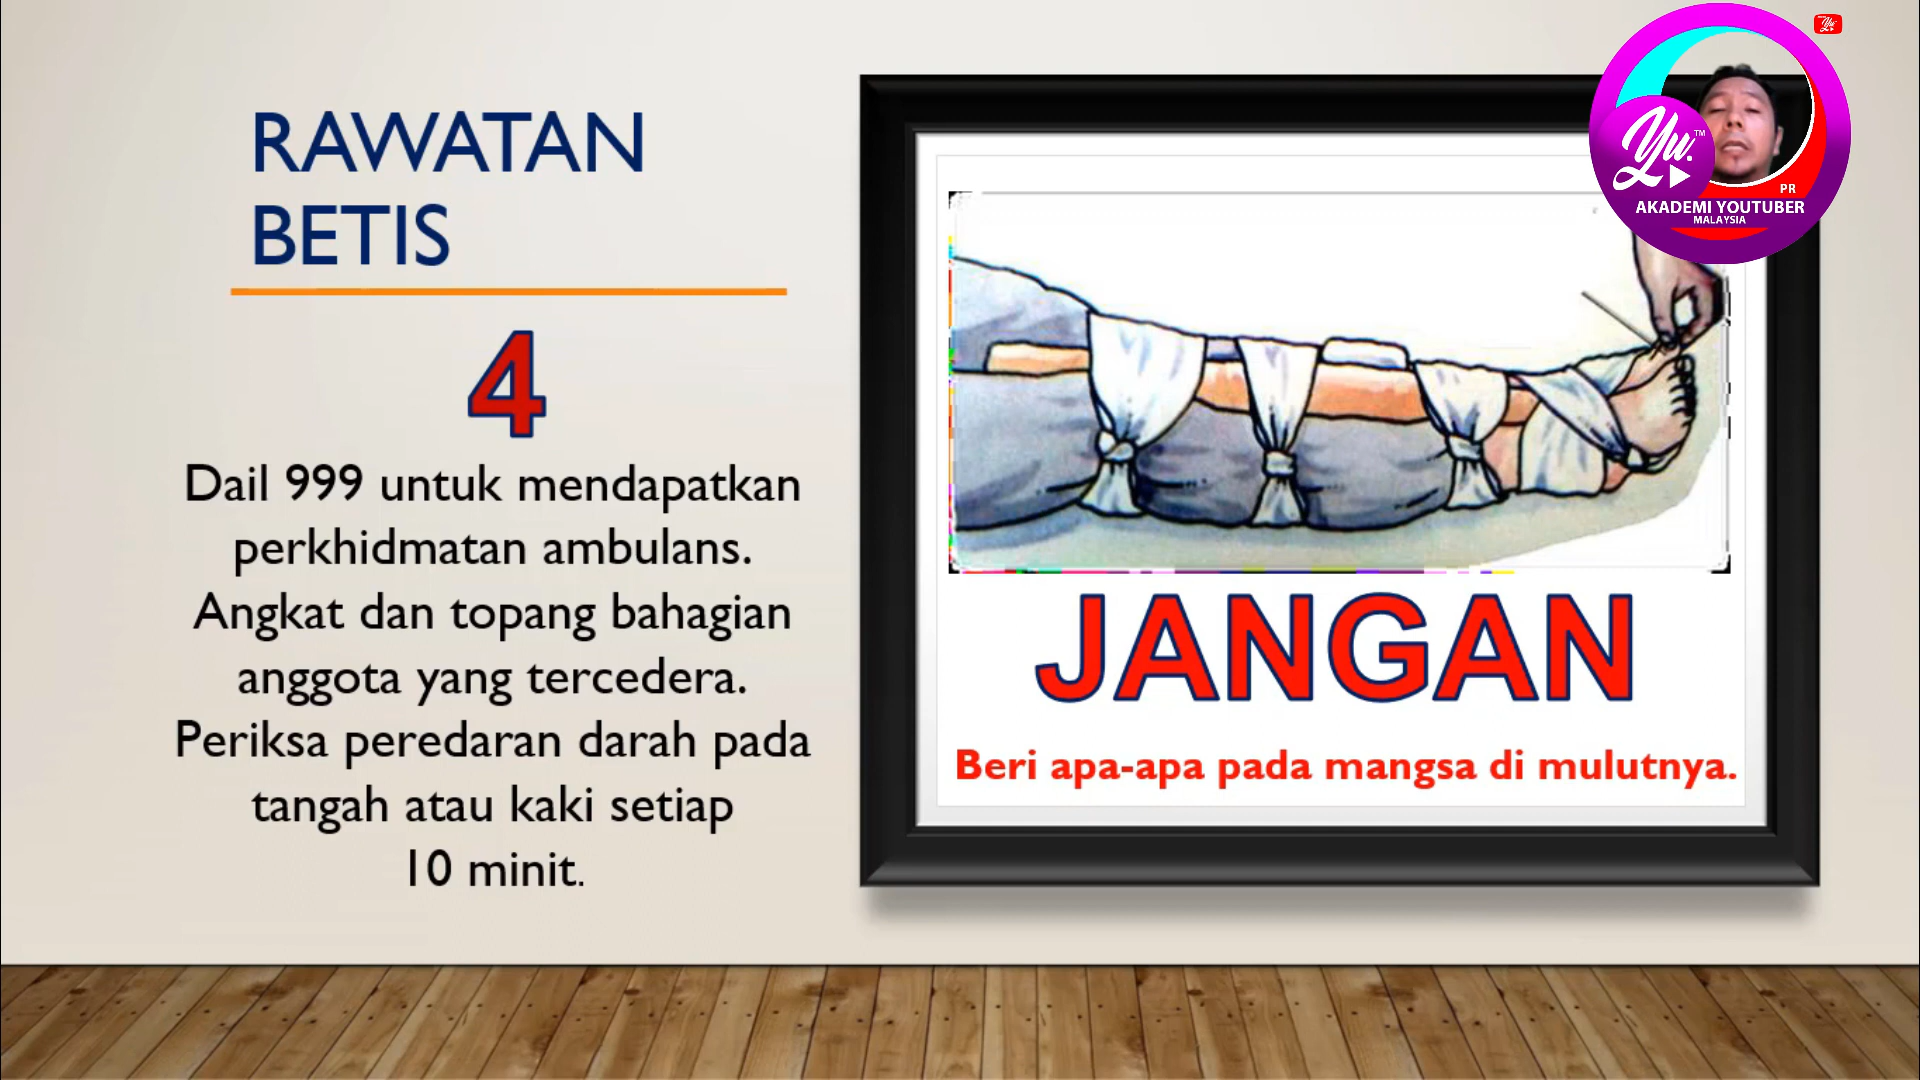 RAWATAN
BETIS
4
Dail 999 untuk mendapatkan
perkhidmatan ambulans.
Angkat dan topang bahagian
anggota yang tercedera.
Periksa peredaran darah pada
tangah atau kaki setiap
10 minit.
JANGAN
Beri apa-apa pada mangsa di mulutnya.
Yu.
TM
PR
AKADEMI YOUTUBER
MALAYSIA